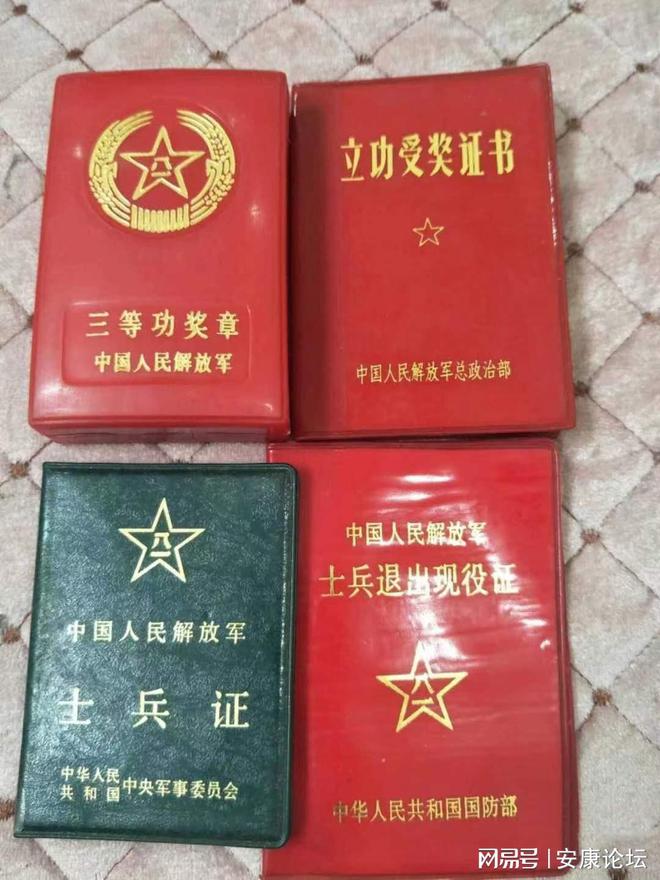 三等功奖章
中国人民解放军
立功受奖证书
中国人民解放军总政治部
中国人民解放军
士兵证
中华人民共和国 中央军事委员会
中国人民解放军
士兵退出现役证
中华人民共和国国防部
网易号 | 安康论坛